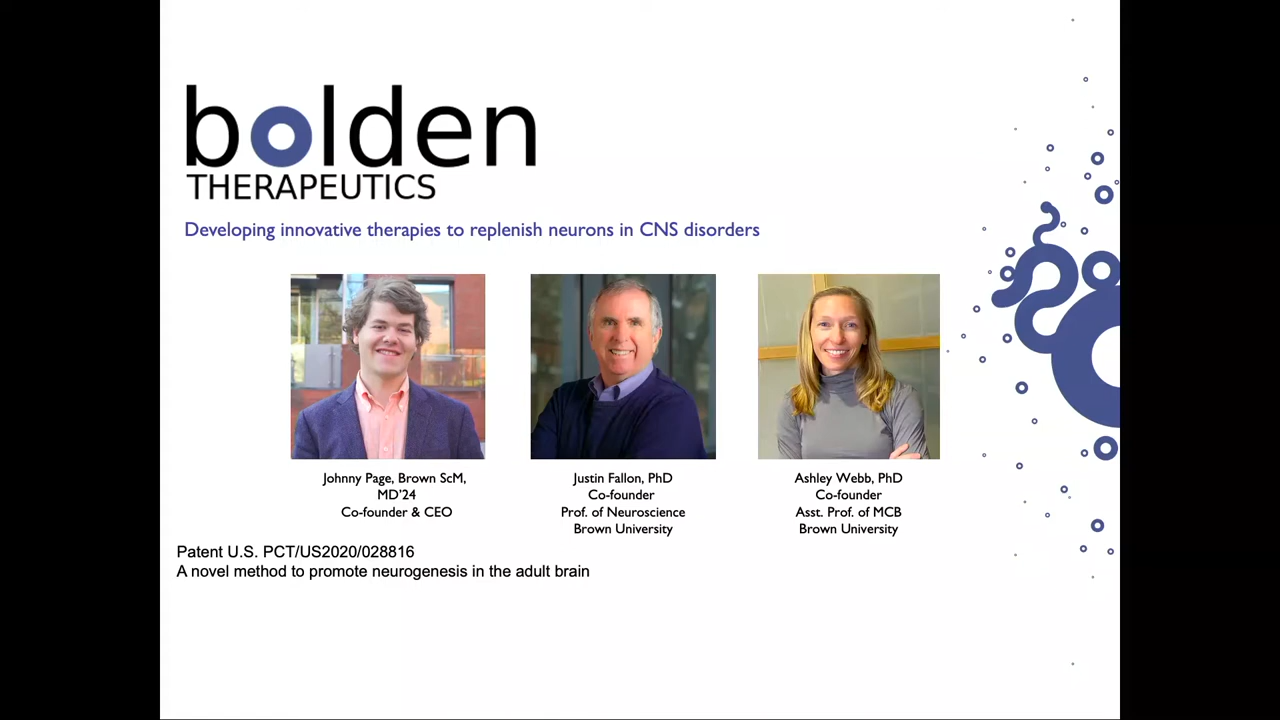 bolden
THERAPEUTICS
Developing innovative therapies to replenish neurons in CNS disorders
Johnny Page, Brown ScM,
MD'24
Co-founder & CEO
Justin Fallon, PhD
Co-founder
Prof. of Neuroscience
Brown University
Ashley Webb, PhD
Co-founder
Asst. Prof. of MCB
Brown University
Patent U.S. PCT/US2020/028816
A novel method to promote neurogenesis in the adult brain